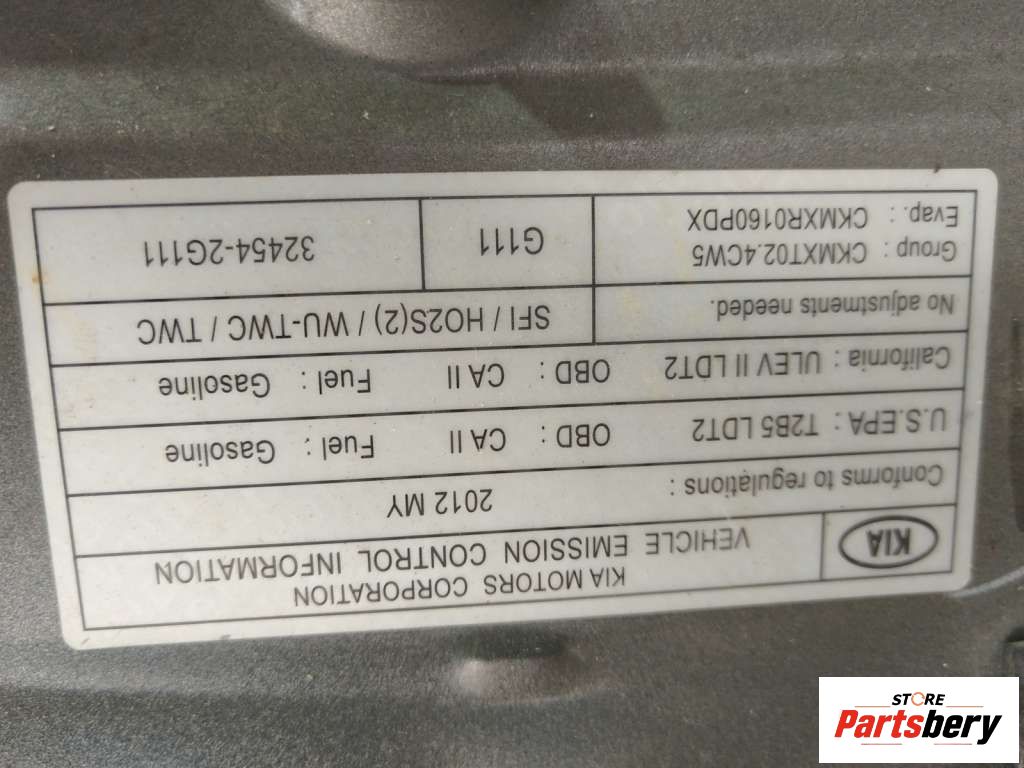 KIA MOTORS CORPORATION
KIA
VEHICLE EMISSION CONTROL INFORMATION
Conforms to regulations : 2012 MY
U.S.EPA : T2B5 LDT2 OBD : CA II Fuel : Gasoline
California : ULEV II LDT2 OBD : CA II Fuel : Gasoline
No adjustments needed. SFI / HO2S(2) / WU-TWC / TWC
Group : CKMXT02.4CW5
Evap. : CKMXR0160PDX
G111
32454-2G111
STORE
Partsbery